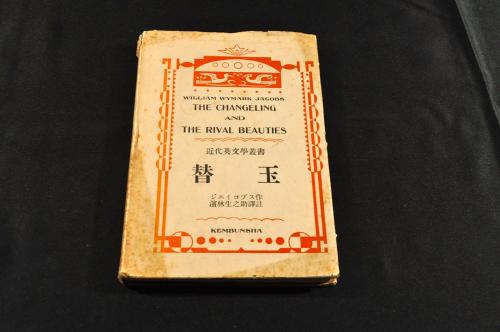 WILLIAM WYMARK JACOBS
THE CHANGELING
AND
THE RIVAL BEAUTIES
近代英文學叢書
替玉
ジエイコブス作
濱林生之助譯註
KEMBUNSHA